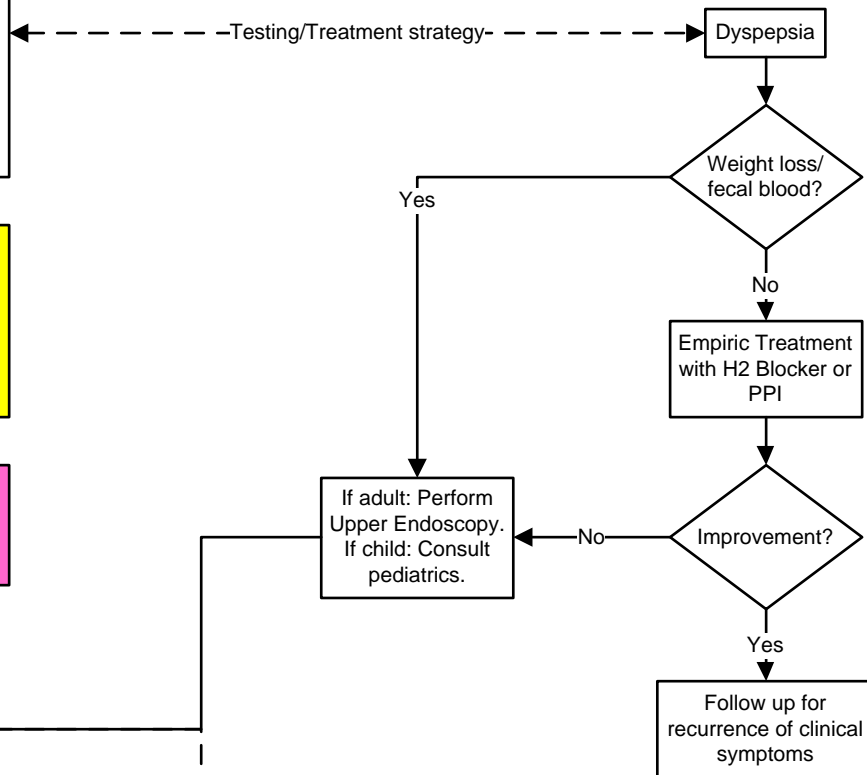 Testing/Treatment strategy
Dyspepsia
Weight loss/
fecal blood?
Yes
No
Empiric Treatment
with H2 Blocker or
PPI
If adult: Perform
Upper Endoscopy.
If child: Consult
pediatrics.
No
Improvement?
Yes
Follow up for
recurrence of clinical
symptoms